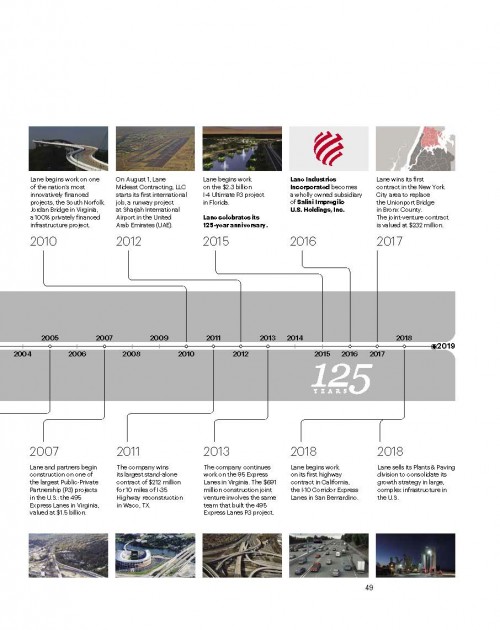 Lane begins work on one
of the nation's most
innovatively financed
projects, the South Norfolk
Jordan Bridge in Virginia,
a 100% privately financed
infrastructure project.
2010
On August 1, Lane
Mideast Contracting, LLC
starts its first international
job, a runway project
at Sharjah International
Airport in the United
Arab Emirates (UAE).
2012
Lane begins work
on the $2.3 billion
I-4 Ultimate P3 project
in Florida.
Lane celebrates its
125-year anniversary.
2015
Lane Industries
Incorporated becomes
a wholly owned subsidiary
of Salini Impregilo
U.S. Holdings, Inc.
2016
Lane wins its first
contract in the New York
City area to replace
the Unionport Bridge
in Bronx County.
The joint-venture contract
is valued at $232 million.
2017
2005 2007 2009 2011 2013 2014 2018
2004 2006 2008 2010 2012 2015 2016 2017 2019
125
YEARS
2007
Lane and partners begin
construction on one of
the largest Public-Private
Partnership (P3) projects
in the U.S.: the 495
Express Lanes in Virginia,
valued at $1.5 billion.
2011
The company wins
its largest stand-alone
contract of $212 million
for 10 miles of I-35
Highway reconstruction
in Waco, TX.
2013
The company continues
work on the 95 Express
Lanes in Virginia. The $691
million construction joint
venture involves the same
team that built the 495
Express Lanes P3 project.
2018
Lane begins work
on its first highway
contract in California,
the I-10 Corridor Express
Lanes in San Bernardino.
2018
Lane sells its Plants & Paving
division to consolidate its
growth strategy in large,
complex infrastructure in
the U.S.
49